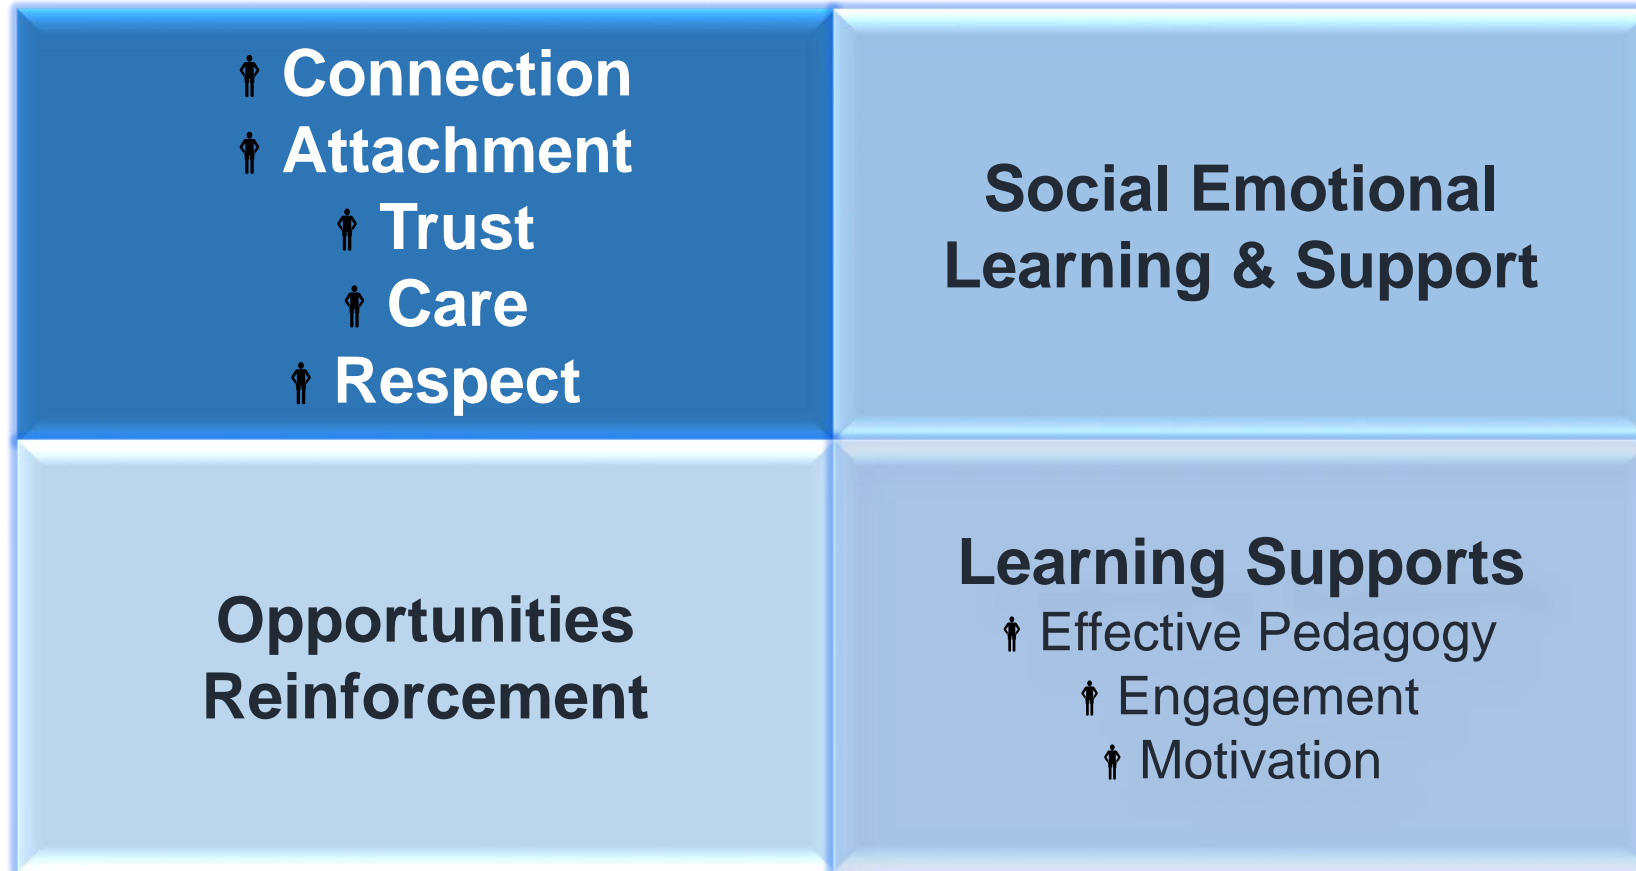 Connection
Attachment
Trust
Care
Respect
Social Emotional
Learning & Support
Opportunities
Reinforcement
Learning Supports
Effective Pedagogy
Engagement
Motivation